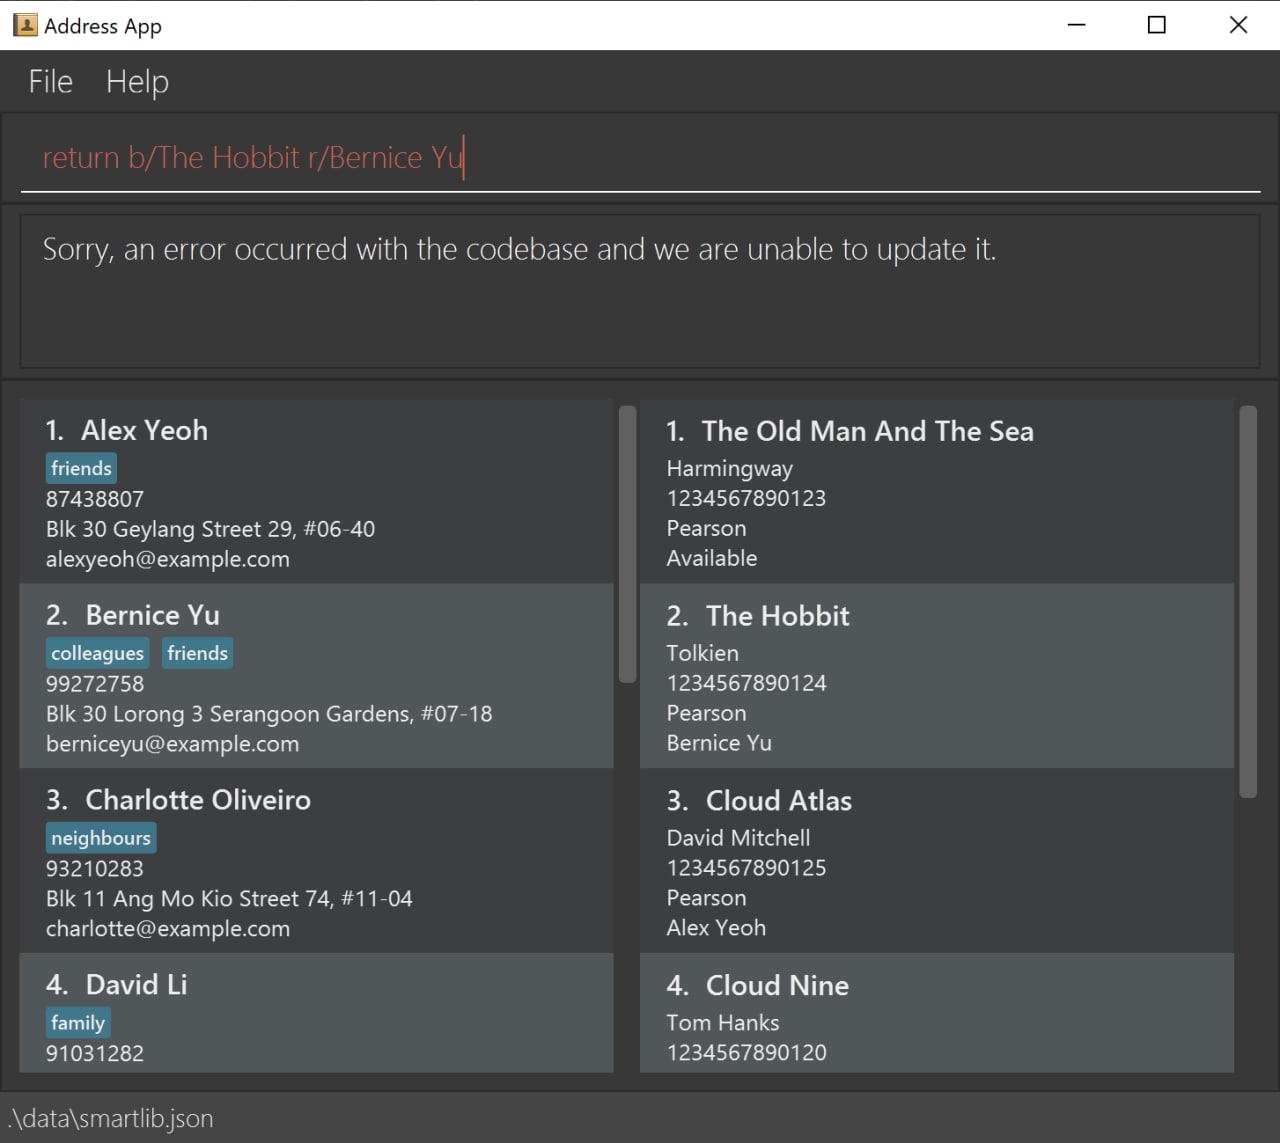 Address App
File Help
return b/The Hobbit r/Bernice Yu
Sorry, an error occurred with the codebase and we are unable to update it.
1. Alex Yeoh
friends
87438807
Blk 30 Geylang Street 29, #06-40
alexyeoh@example.com
2. Bernice Yu
colleagues friends
99272758
Blk 30 Lorong 3 Serangoon Gardens, #07-18
berniceyu@example.com
3. Charlotte Oliveiro
neighbours
93210283
Blk 11 Ang Mo Kio Street 74, #11-04
charlotte@example.com
4. David Li
family
91031282
1. The Old Man And The Sea
Harmingway
1234567890123
Pearson
Available
2. The Hobbit
Tolkien
1234567890124
Pearson
Bernice Yu
3. Cloud Atlas
David Mitchell
1234567890125
Pearson
Alex Yeoh
4. Cloud Nine
Tom Hanks
1234567890120
.\data\smartlib.json